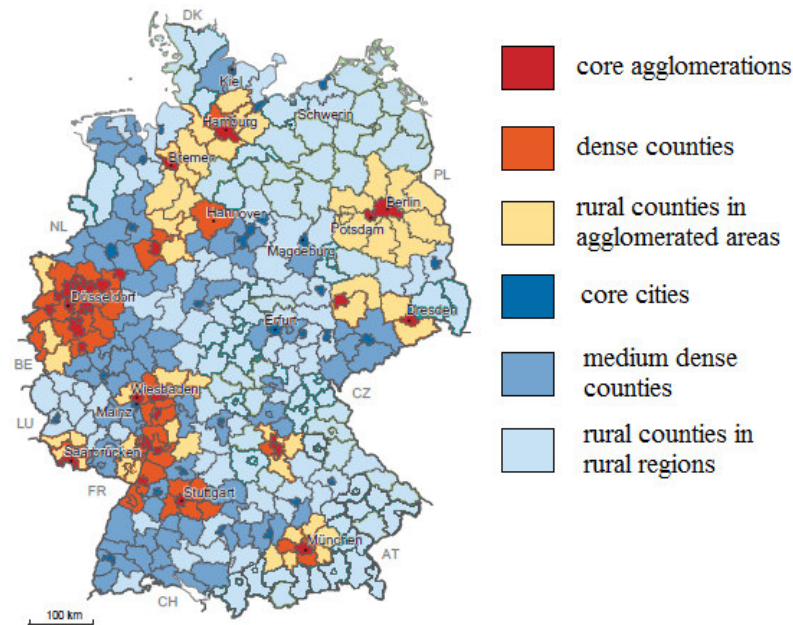 DK
Kiel
Schwerin
Hamburg
Bremen
PL
Berlin
Hannover
Potsdam
NL
Magdeburg
Düsseldorf
Dresden
Erfurt
BE
CZ
Wiesbaden
Mainz
LU
Saarbrücken
FR
Stuttgart
München
AT
CH
100 km
core agglomerations
dense counties
rural counties in
agglomerated areas
core cities
medium dense
counties
rural counties in
rural regions